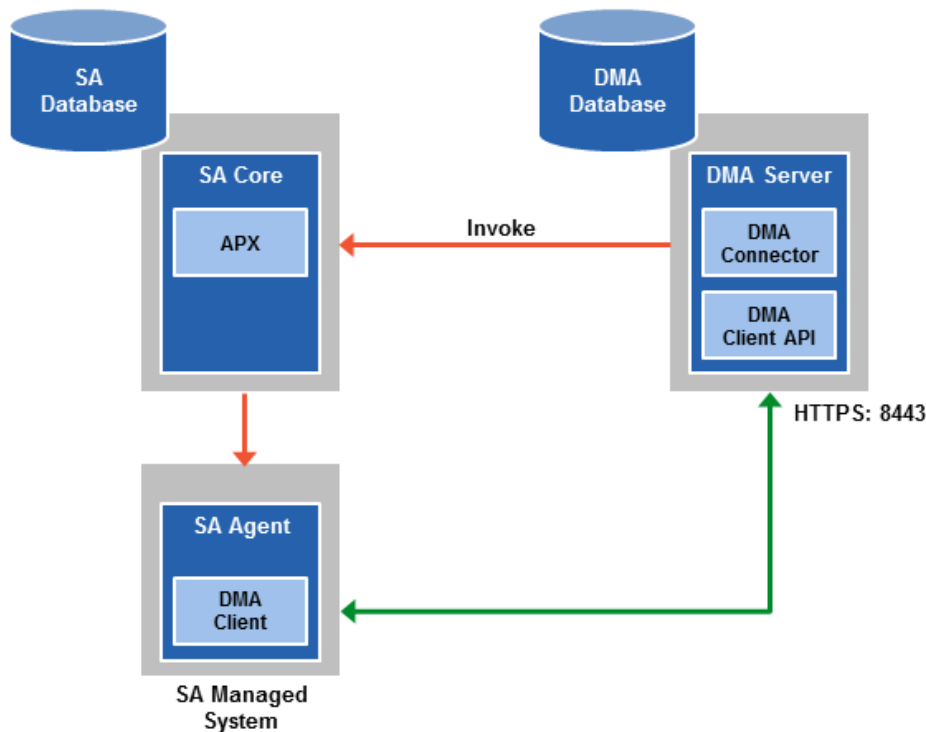 SA
Database
DMA
Database
SA Core
APX
Invoke
DMA Server
DMA
Connector
DMA
Client API
HTTPS: 8443
SA Agent
DMA
Client
SA Managed
System